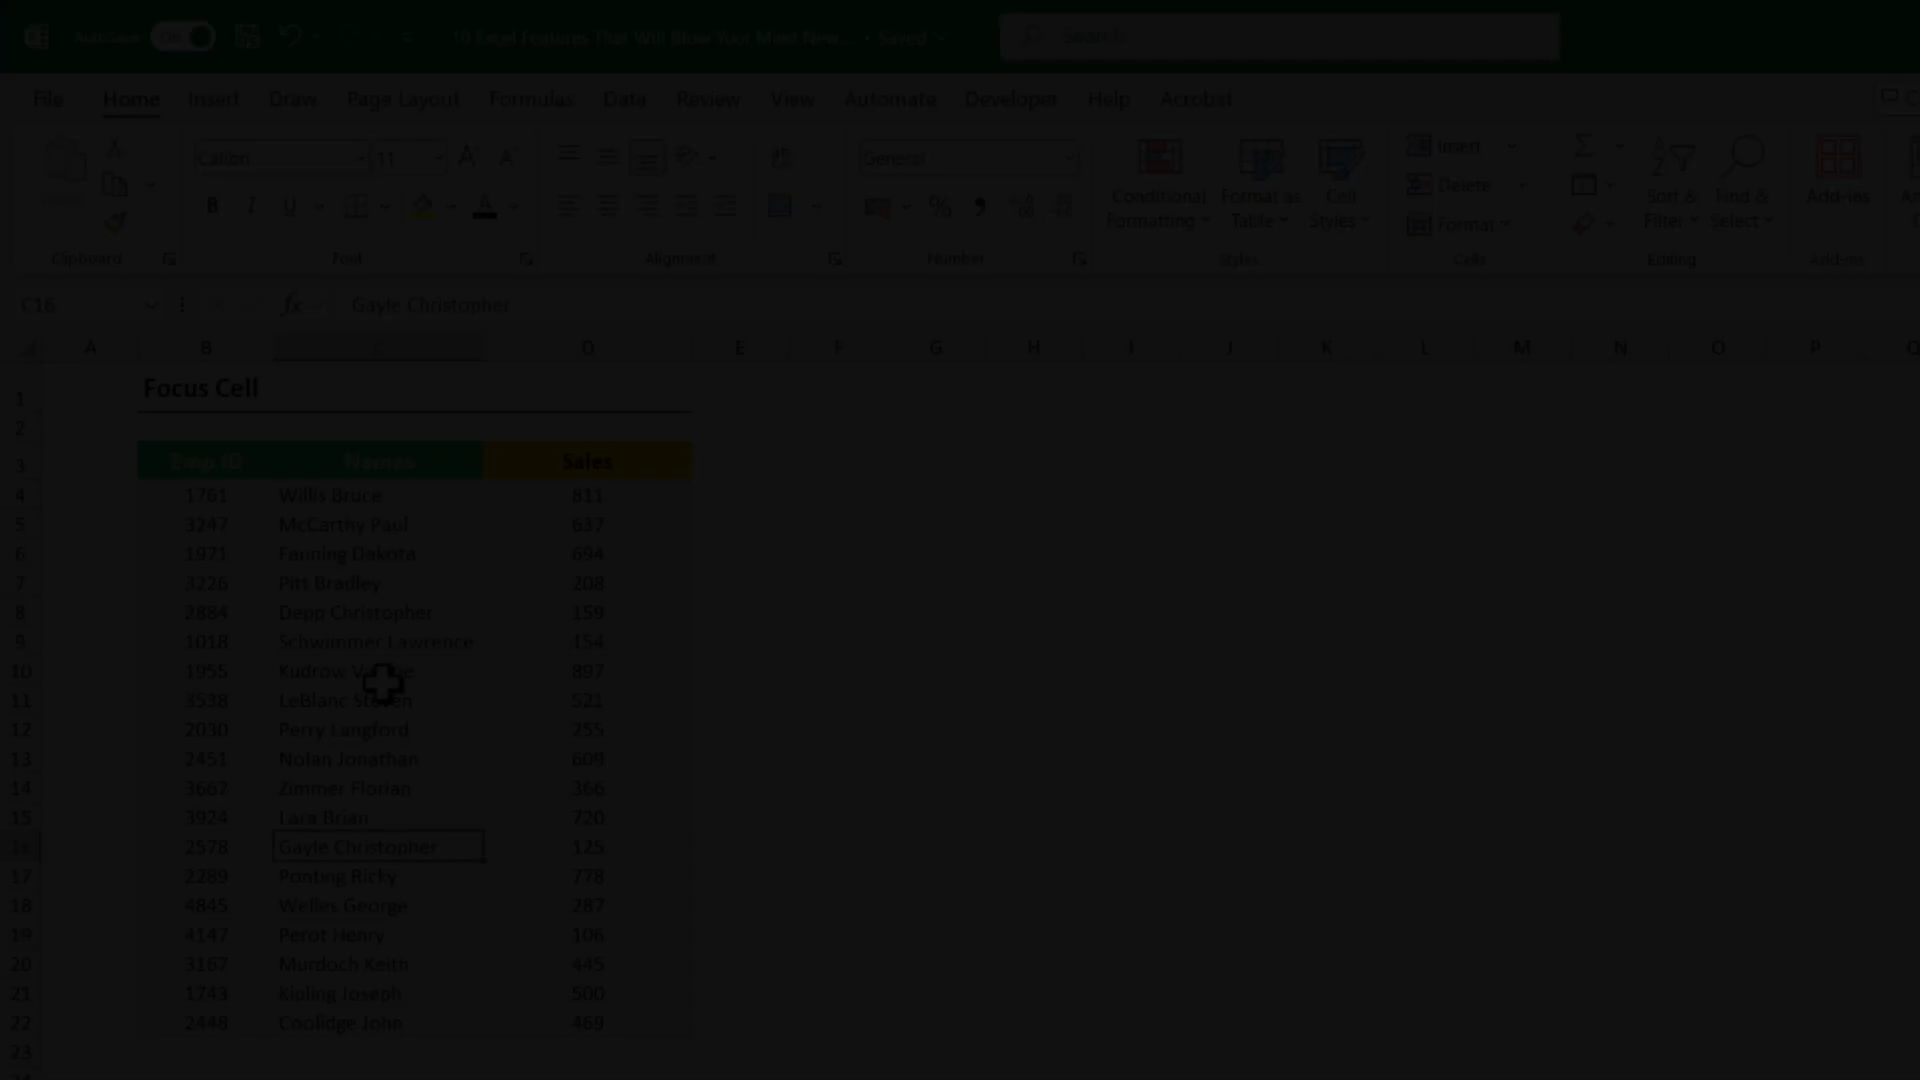 AutoSave On 10 Excel Features That Will Blow Your Mind New... • Saved Search
File Home Insert Draw Page Layout Formulas Data Review View Automate Developer Help Acrobat
Calibri 11 General
Insert
Delete
Format
Conditional Formatting
Format as Table
Cell Styles
Sort & Filter
Find & Select
Add-ins
Clipboard Font Alignment Number Styles Cells Editing Add-ins
C16 fx Gayle Christopher
A B C D E F G H I J K L M N O P Q
1 Focus Cell
2
3 Emp ID Names Sales
4 1761 Willis Bruce 811
5 3247 McCarthy Paul 637
6 1971 Fanning Dakota 694
7 3226 Pitt Bradley 208
8 2884 Depp Christopher 159
9 1018 Schwimmer Lawrence 154
10 1955 Kudrow 897
11 3538 LeBlanc Steven 521
12 2030 Perry Langford 255
13 2451 Nolan Jonathan 609
14 3667 Zimmer Florian 366
15 3924 Lara Brian 720
16 2578 Gayle Christopher 125
17 2289 Ponting Ricky 778
18 4845 Welles George 287
19 4147 Perot Henry 106
20 3167 Murdoch Keith 445
21 1743 Kipling Joseph 500
22 2448 Coolidge John 469
23